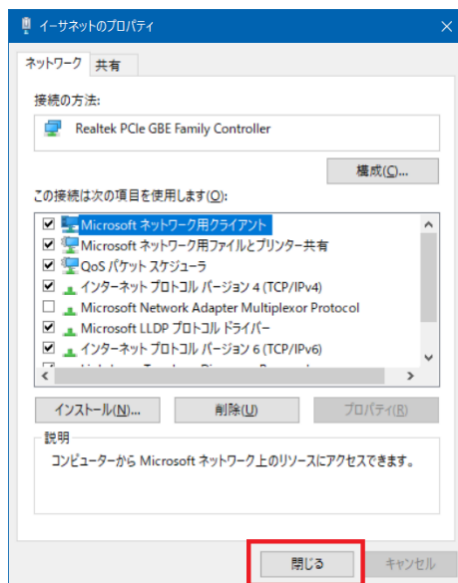 イーサネットのプロパティ
ネットワーク 共有
接続の方法:
Realtek PCIe GBE Family Controller
構成(C)...
この接続は次の項目を使用します(O):
Microsoft ネットワーク用クライアント
Microsoft ネットワーク用ファイルとプリンター共有
QoS パケット スケジューラ
インターネット プロトコル バージョン 4 (TCP/IPv4)
Microsoft Network Adapter Multiplexor Protocol
Microsoft LLDP プロトコル ドライバー
インターネット プロトコル バージョン 6 (TCP/IPv6)
インストール(N)... 削除(U) プロパティ(R)
説明
コンピューターから Microsoft ネットワーク上のリソースにアクセスできます。
閉じる キャンセル